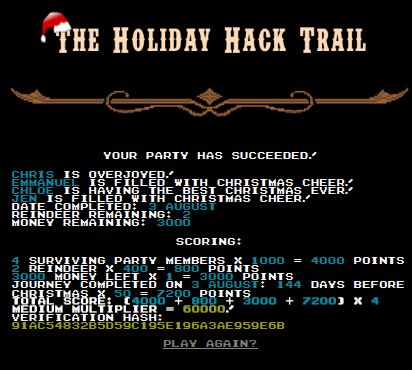 THE HOLIDAY HACK TRAIL
YOUR PARTY HAS SUCCEEDED!
CHRIS IS OVERJOYED!
EMMANUEL IS FILLED WITH CHRISTMAS CHEER!
CHLOE IS HAVING THE BEST CHRISTMAS EVER!
JEN IS FILLED WITH CHRISTMAS CHEER!
DATE COMPLETED: 3 AUGUST
REINDEER REMAINING: 2
MONEY REMAINING: 3000
SCORING:
4 SURVIVING PARTY MEMBERS X 1000 = 4000 POINTS
2 REINDEER X 400 = 800 POINTS
3000 MONEY LEFT X 1 = 3000 POINTS
JOURNEY COMPLETED ON 3 AUGUST: 144 DAYS BEFORE
CHRISTMAS X 50 = 7200 POINTS
TOTAL SCORE: (4000 + 800 + 3000 + 7200) X 4
MEDIUM MULTIPLIER = 60000!
VERIFICATION HASH:
91AC54832B5D59C195E196A3AE959E6B
PLAY AGAIN?